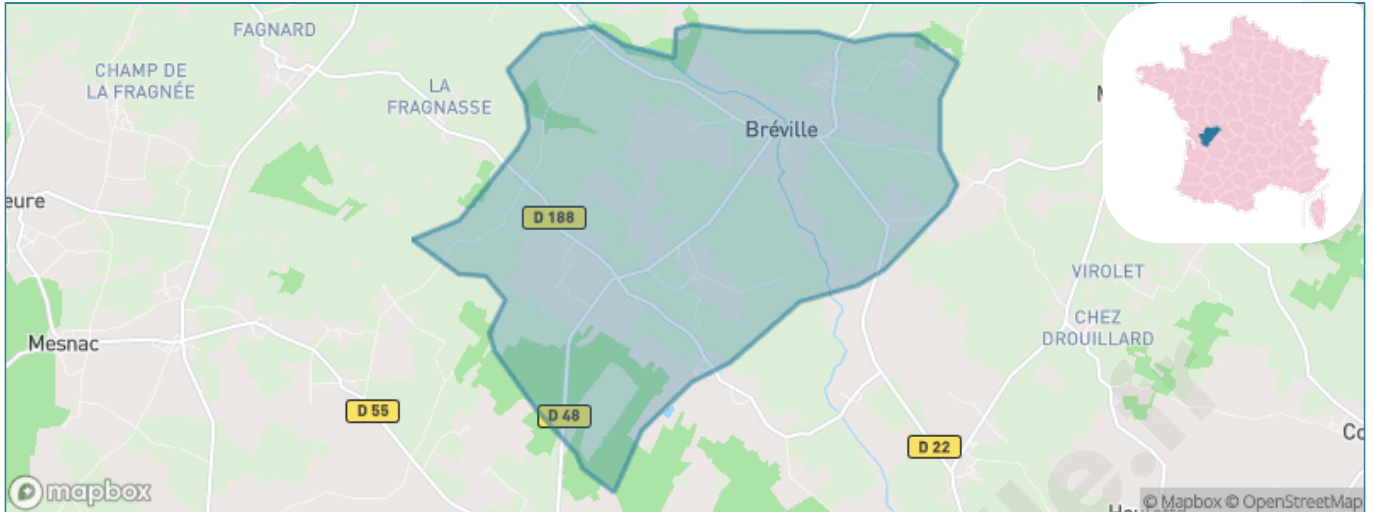 FAGNARD
CHAMP DE
LA FRAGNÉE
LA
FRAGNASSE
Bréville
eure
D 188
VIROLET
CHEZ
DROUILLARD
Mesnac
D 55
D 48
D 22
mapbox
© Mapbox © OpenStreetMap